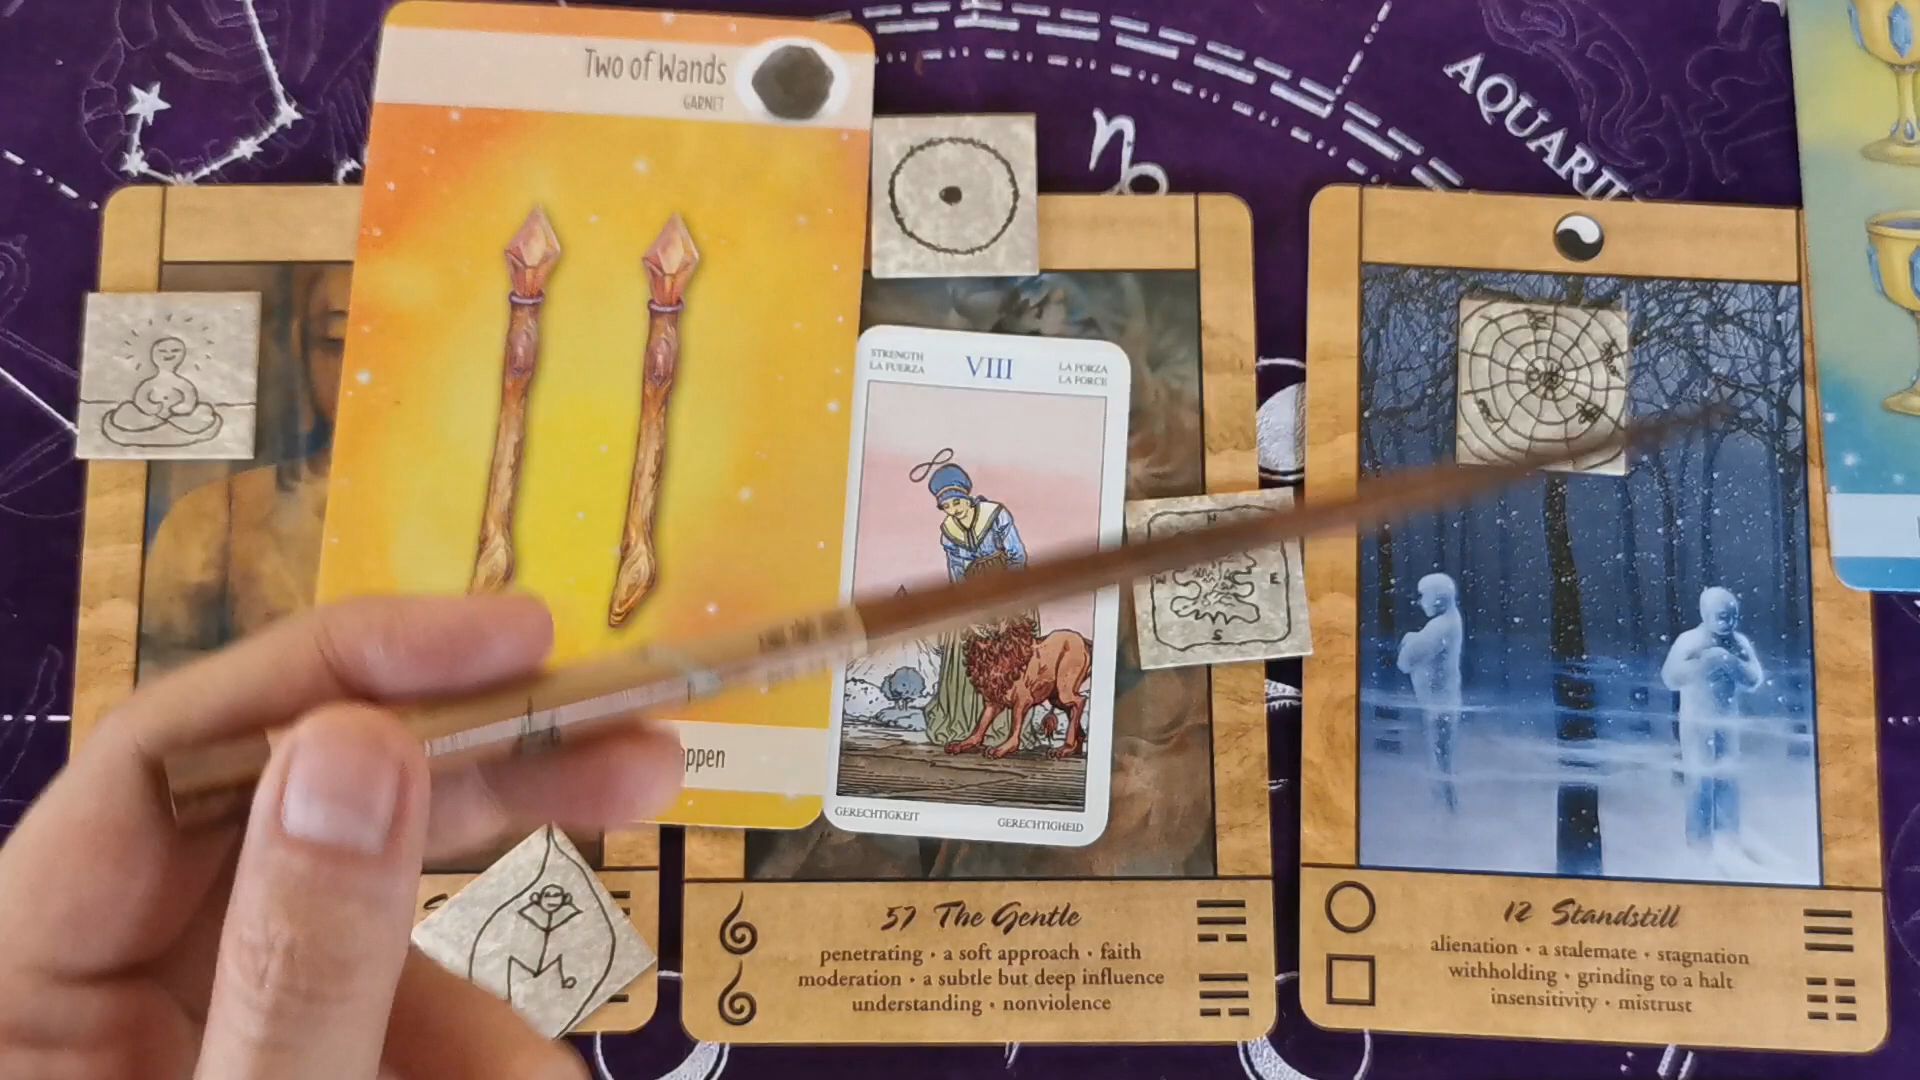 Two of Wands
GARNET
AQUARI
STRENGTH
LA FUERZA
VIII
LA FORZA
LA FORCE
N
E
S
appen
GERECHTIGKEIT
GERECHTIGHEID
57 The Gentle
penetrating • a soft approach • faith
moderation • a subtle but deep influence
understanding • nonviolence
12 Standstill
alienation • a stalemate • stagnation
withholding • grinding to a halt
insensitivity • mistrust